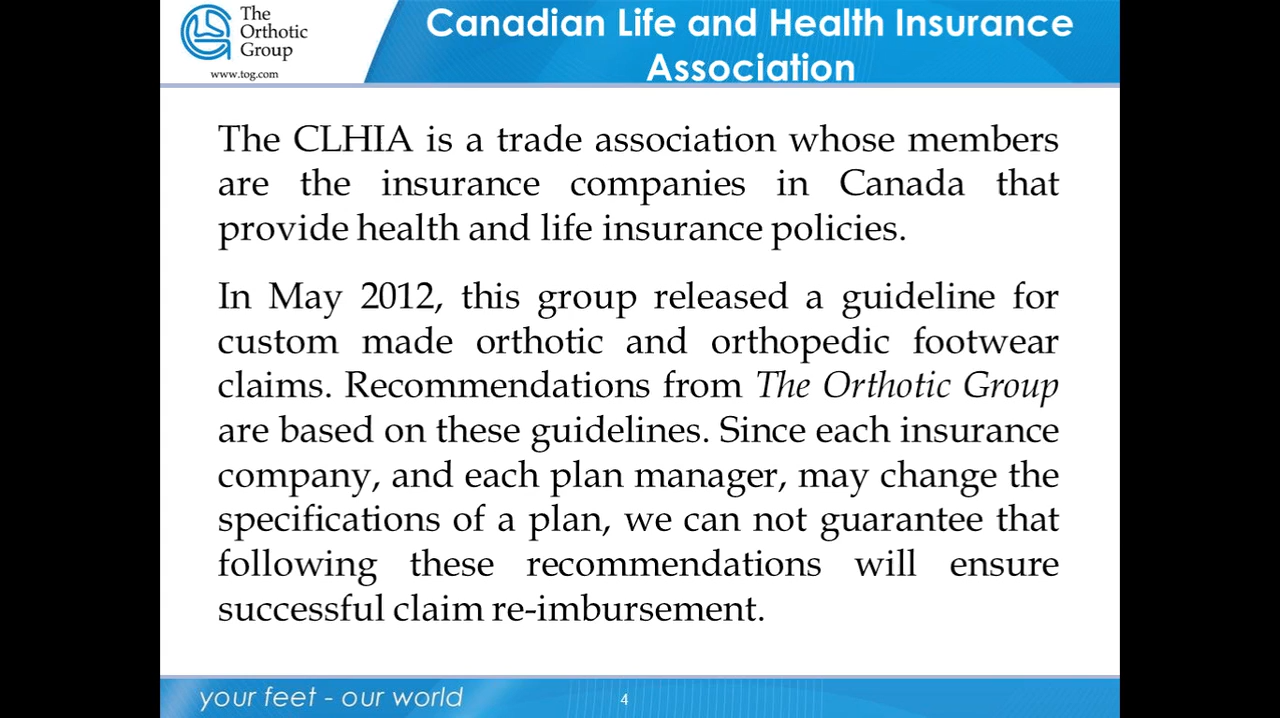 The
Orthotic
Group
www.tog.com
Canadian Life and Health Insurance
Association
The CLHIA is a trade association whose members
are the insurance companies in Canada that
provide health and life insurance policies.
In May 2012, this group released a guideline for
custom made orthotic and orthopedic footwear
claims. Recommendations from The Orthotic Group
are based on these guidelines. Since each insurance
company, and each plan manager, may change the
specifications of a plan, we can not guarantee that
following these recommendations will ensure
successful claim re-imbursement.
your feet - our world
4